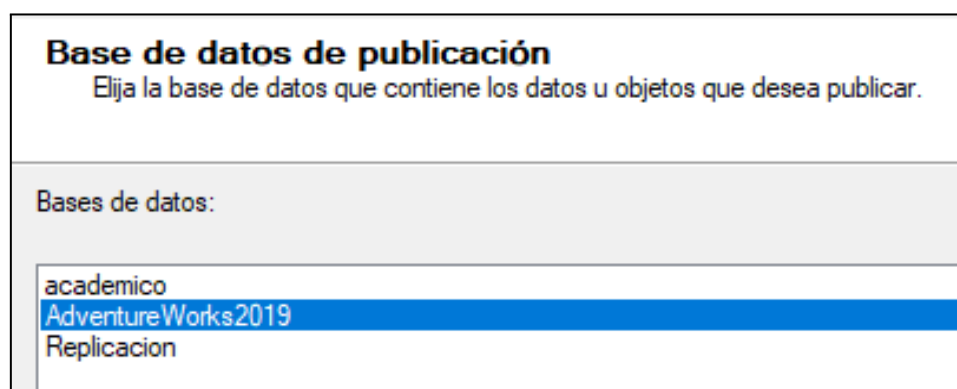 Base de datos de publicación
Elija la base de datos que contiene los datos u objetos que desea publicar.
Bases de datos:
academico
AdventureWorks2019
Replicacion